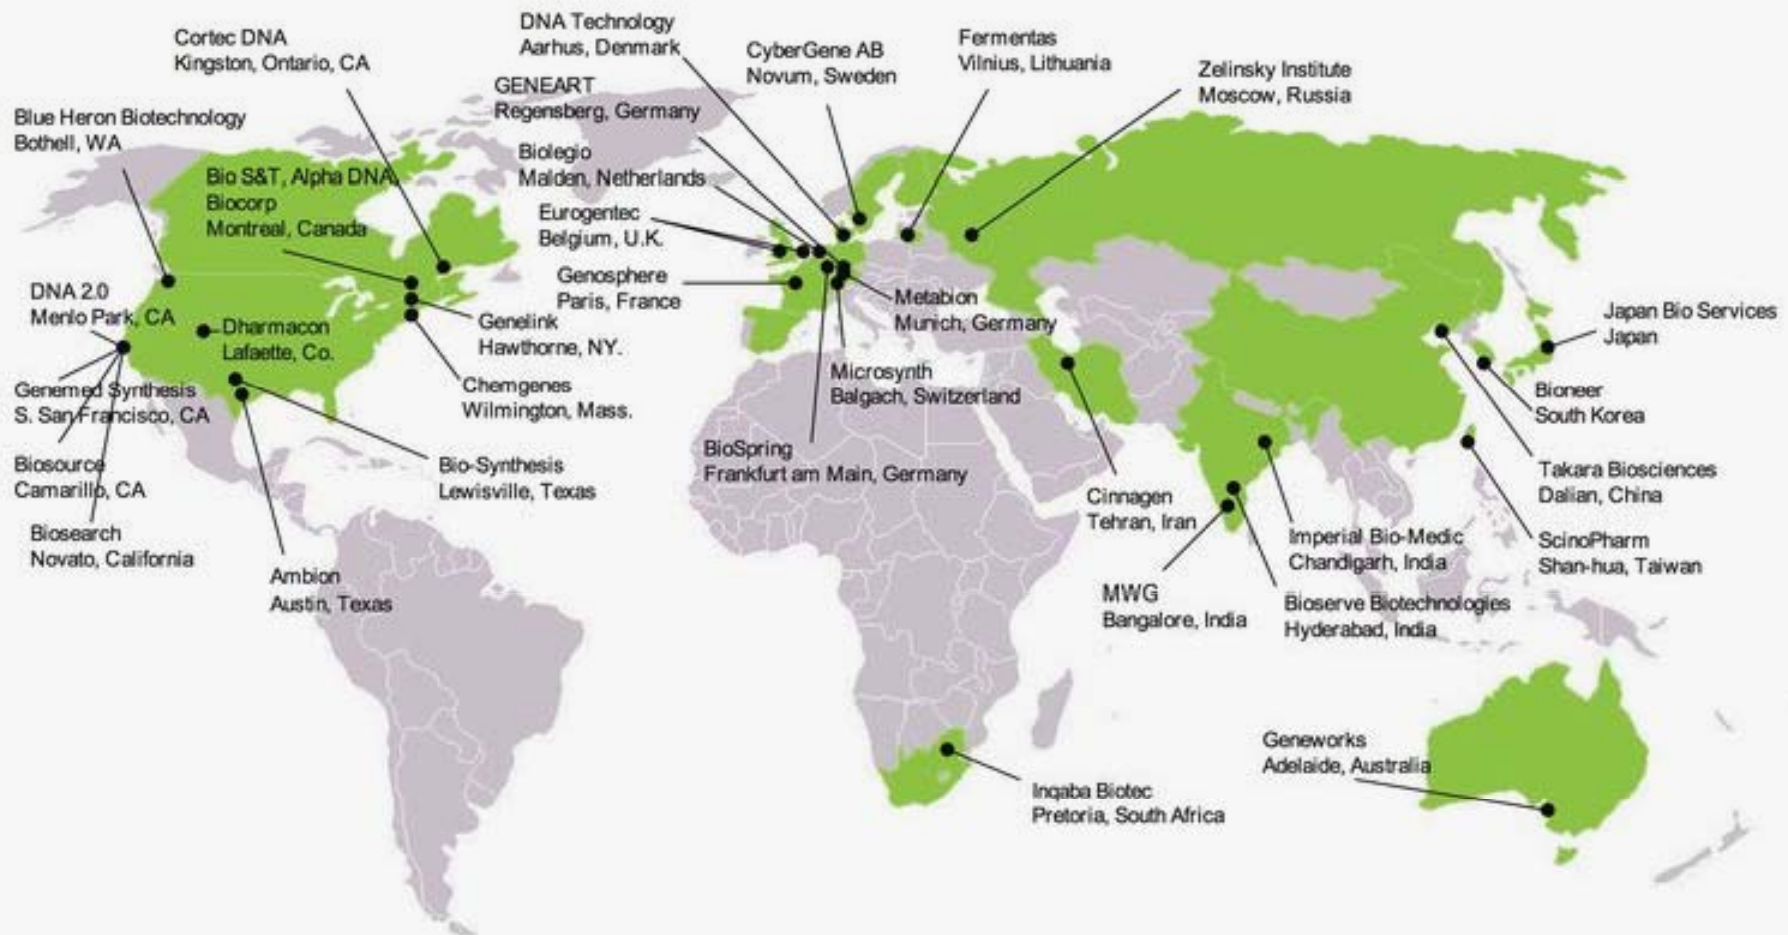 DNA Technology
Aarhus, Denmark
Cortec DNA
Kingston, Ontario, CA
CyberGene AB
Novum, Sweden
Fermentas
Vilnius, Lithuania
Zelinsky Institute
Moscow, Russia
GENEART
Regensberg, Germany
Blue Heron Biotechnology
Bothell, WA
Biolegio
Malden, Netherlands
Bio S&T, Alpha DNA,
Biocorp
Montreal, Canada
Eurogentec
Belgium, U.K.
Genosphere
Paris, France
DNA 2.0
Menlo Park, CA
Metabion
Munich, Germany
Japan Bio Services
Japan
Dharmacon
Lafaette, Co.
Genelink
Hawthorne, NY.
Genemed Synthesis
S. San Francisco, CA
Chemgenes
Wilmington, Mass.
Microsynth
Balgach, Switzerland
Bioneer
South Korea
BioSpring
Frankfurt am Main, Germany
Biosource
Camarillo, CA
Bio-Synthesis
Lewisville, Texas
Takara Biosciences
Dalian, China
Cinnagen
Tehran, Iran
Biosearch
Novato, California
Imperial Bio-Medic
Chandigarh, India
ScinoPharm
Shan-hua, Taiwan
Ambion
Austin, Texas
MWG
Bangalore, India
Bioserve Biotechnologies
Hyderabad, India
Geneworks
Adelaide, Australia
Inqaba Biotec
Pretoria, South Africa